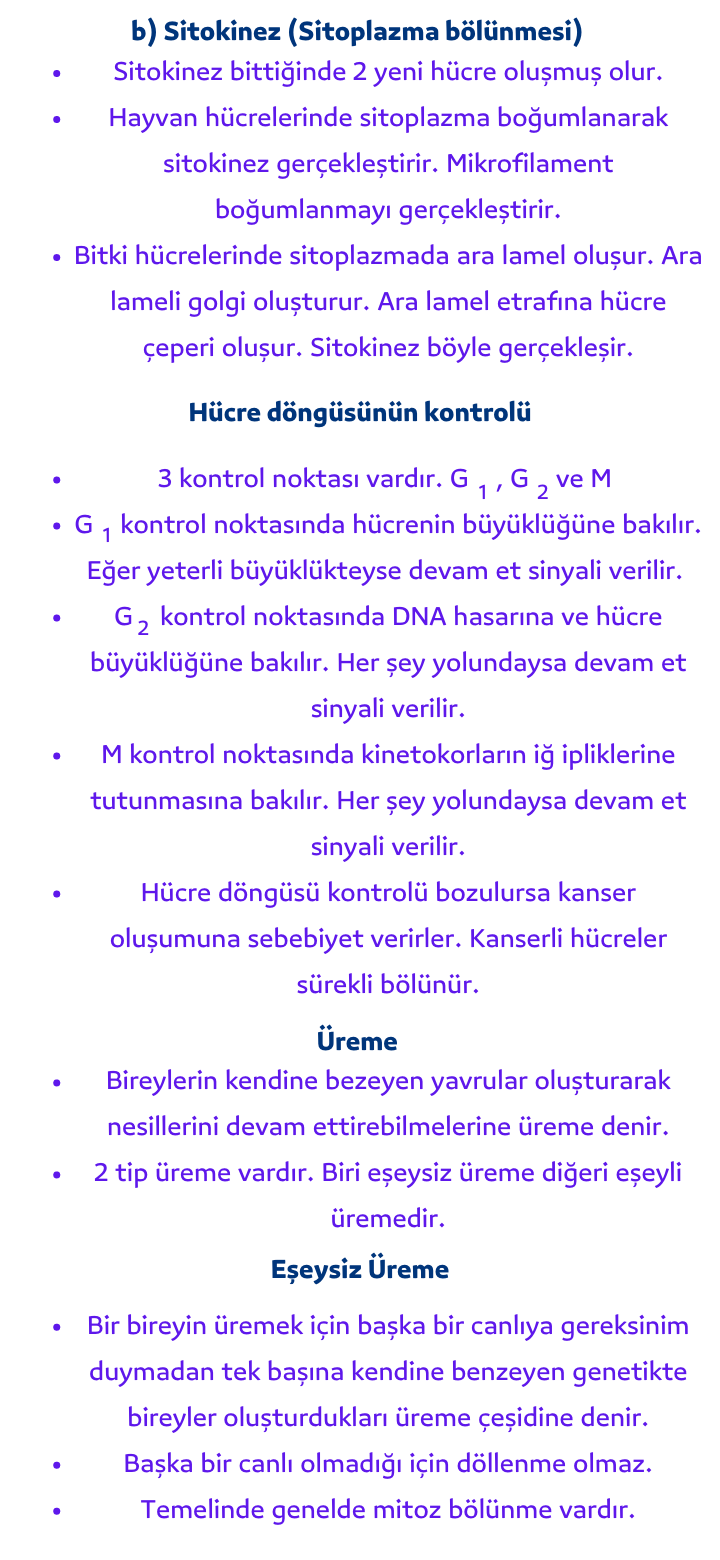 b) Sitokinez (Sitoplazma bölünmesi)
• Sitokinez bittiğinde 2 yeni hücre oluşmuş olur.
• Hayvan hücrelerinde sitoplazma boğumlanarak
sitokinez gerçekleştirir. Mikrofilament
boğumlanmayı gerçekleştirir.
• Bitki hücrelerinde sitoplazmada ara lamel oluşur. Ara
lameli golgi oluşturur. Ara lamel etrafına hücre
çeperi oluşur. Sitokinez böyle gerçekleşir.
Hücre döngüsünün kontrolü
• 3 kontrol noktası vardır. G 1 , G 2 ve M
• G 1 kontrol noktasında hücrenin büyüklüğüne bakılır.
Eğer yeterli büyüklükteyse devam et sinyali verilir.
• G 2 kontrol noktasında DNA hasarına ve hücre
büyüklüğüne bakılır. Her şey yolundaysa devam et
sinyali verilir.
• M kontrol noktasında kinetokorların iğ ipliklerine
tutunmasına bakılır. Her şey yolundaysa devam et
sinyali verilir.
• Hücre döngüsü kontrolü bozulursa kanser
oluşumuna sebebiyet verirler. Kanserli hücreler
sürekli bölünür.
Üreme
• Bireylerin kendine bezeyen yavrular oluşturarak
nesillerini devam ettirebilmelerine üreme denir.
• 2 tip üreme vardır. Biri eşeysiz üreme diğeri eşeyli
üremedir.
Eşeysiz Üreme
• Bir bireyin üremek için başka bir canlıya gereksinim
duymadan tek başına kendine benzeyen genetikte
bireyler oluşturdukları üreme çeşidine denir.
• Başka bir canlı olmadığı için döllenme olmaz.
• Temelinde genelde mitoz bölünme vardır.